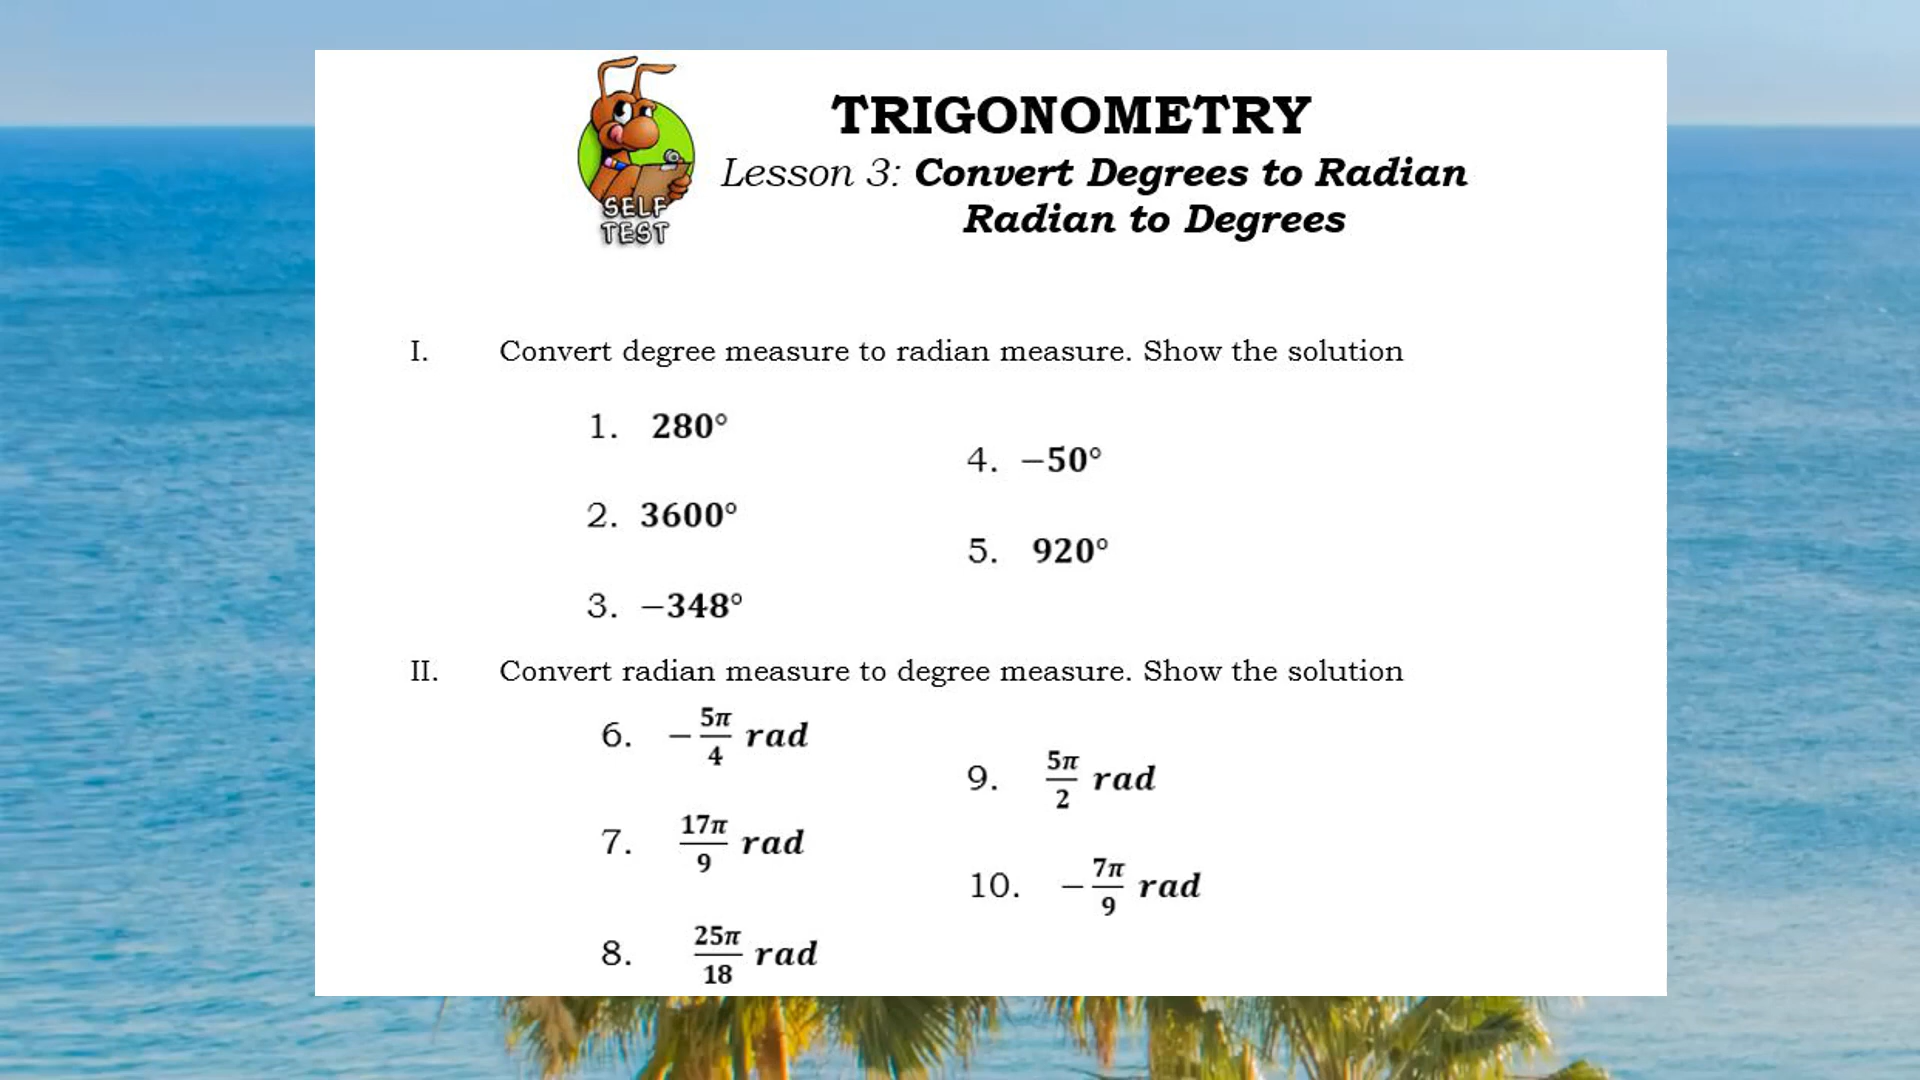 SELF
TEST
TRIGONOMETRY
Lesson 3: Convert Degrees to Radian
Radian to Degrees
I. Convert degree measure to radian measure. Show the solution
1. 280°
2. 3600°
3. −348°
4. −50°
5. 920°
II. Convert radian measure to degree measure. Show the solution
6. −5π/4 rad
7. 17π/9 rad
8. 25π/18 rad
9. 5π/2 rad
10. −7π/9 rad